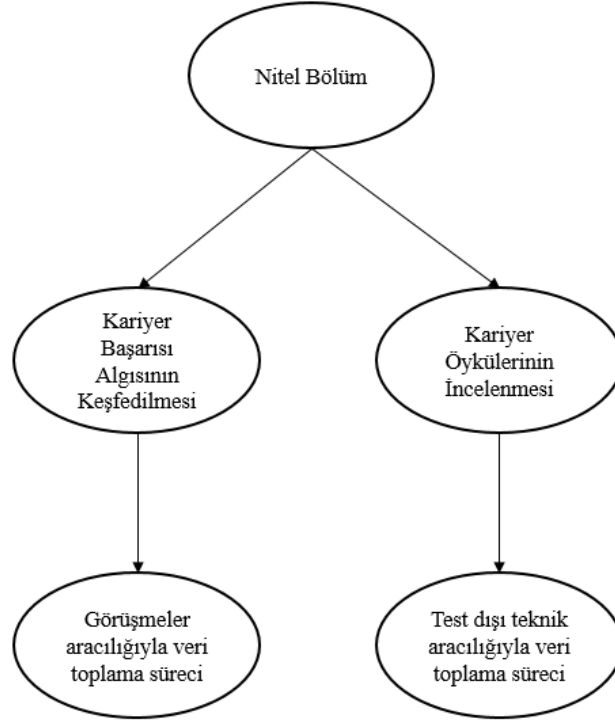 Nitel Bölüm
Kariyer
Başarısı
Algısının
Keşfedilmesi
Kariyer
Öykülerinin
İncelenmesi
Görüşmeler
aracılığıyla veri
toplama süreci
Test dışı teknik
aracılığıyla veri
toplama süreci